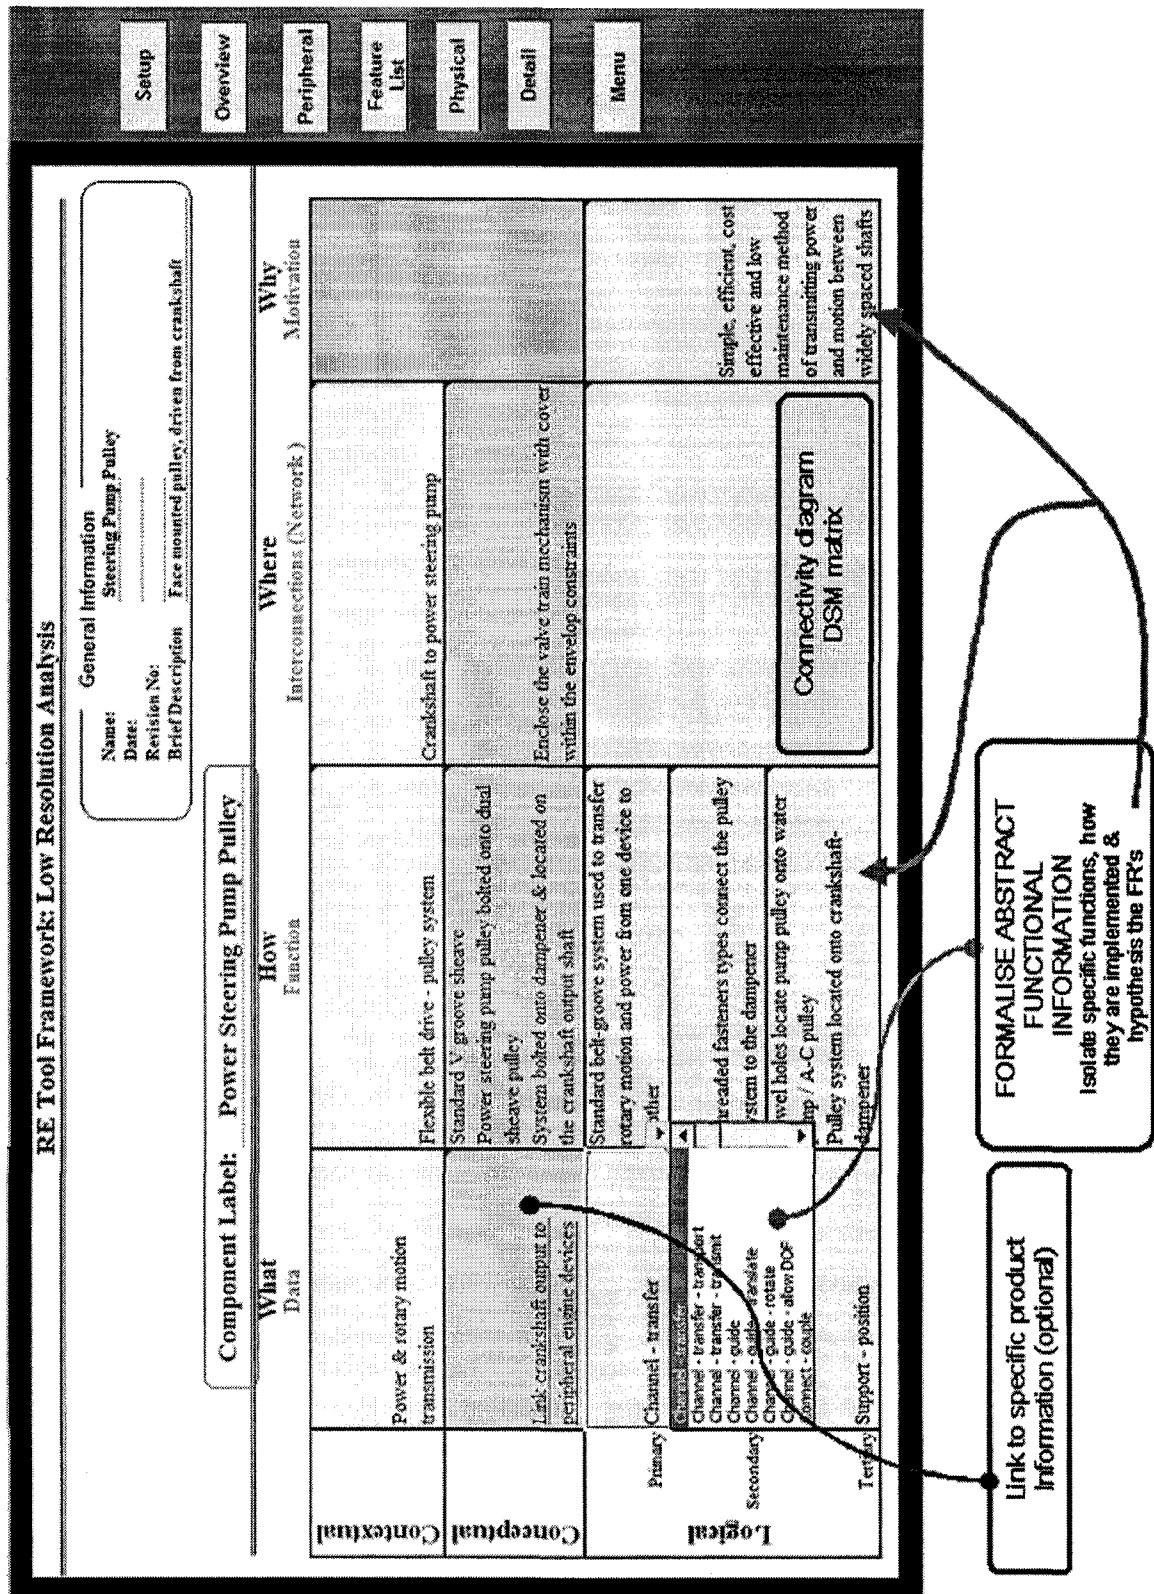 RE Tool Framework: Low Resolution Analysis
General Information
Name: Steering Pump Pulley
Date:
Revision No:
Brief Description Face mounted pulley, driven from crankshaft
Component Label: Power Steering Pump Pulley
What
Data
How
Function
Where
Interconnections (Network)
Why
Motivation
Contextual
Power & rotary motion
transmission
Flexible belt drive - pulley system
Crankshaft to power steering pump
Conceptual
Link crankshaft output to
peripheral engine devices
Standard V groove sheave
Power steering pump pulley bolted onto dual
sheave pulley
System bolted onto dampener & located on
the crankshaft output shaft
Enclose the valve train mechanism with cover
within the envelop constraints
Logical
Primary
Channel - transfer
Standard belt-groove system used to transfer
rotary motion and power from one device to
other
Secondary
Channel - transfer
Channel - transfer - transport
Channel - transfer - transmit
Channel - guide
Channel - guide - translate
Channel - guide - rotate
Channel - guide - allow DOF
Connect - couple
readed fasteners types connect the pulley
ystem to the dampener
Tertiary
Support - position
wel holes locate pump pulley onto water
mp / A-C pulley
Pulley system located onto crankshaft-
dampener
Connectivity diagram
DSM matrix
Simple, efficient, cost
effective and low
maintenance method
of transmitting power
and motion between
widely spaced shafts
Setup
Overview
Peripheral
Feature
List
Physical
Detail
Menu
Link to specific product
Information (optional)
FORMALISE ABSTRACT
FUNCTIONAL
INFORMATION
Isolate specific functions, how
they are implemented &
hypothesis the FR's